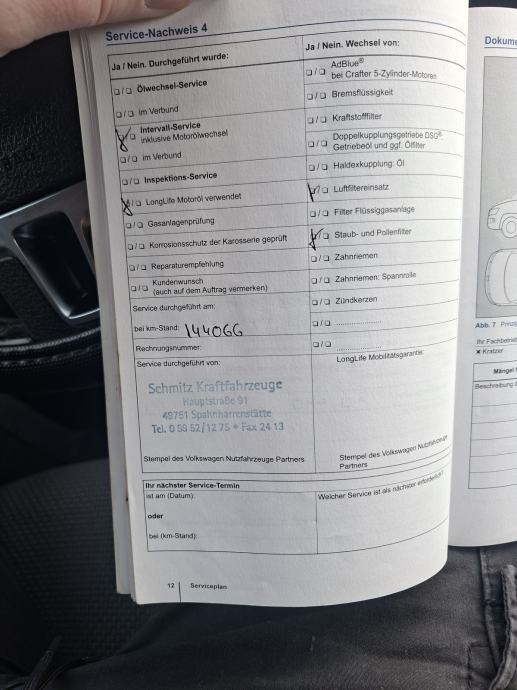 Service-Nachweis 4
Ja / Nein. Durchgeführt wurde:
❏/❏ Ölwechsel-Service
❏/❏ im Verbund
❏/❏ Intervall-Service
inklusive Motorölwechsel
❏/❏ im Verbund
❏/❏ Inspektions-Service
❏/❏ LongLife Motoröl verwendet
❏/❏ Gasanlagenprüfung
❏/❏ Korrosionsschutz der Karosserie geprüft
❏/❏ Reparaturempfehlung
❏/❏ Kundenwunsch
(auch auf dem Auftrag vermerken)
Service durchgeführt am:
bei km-Stand: 144066
Rechnungsnummer:
Service durchgeführt von:
Schmitz Kraftfahrzeuge
Hauptstraße 91
49751 Spahnharrenstätte
Tel. 0 59 52 / 12 75 • Fax 24 13
Stempel des Volkswagen Nutzfahrzeuge Partners
Ja / Nein. Wechsel von:
❏/❏ AdBlue®
bei Crafter 5-Zylinder-Motoren
❏/❏ Bremsflüssigkeit
❏/❏ Kraftstofffilter
❏/❏ Doppelkupplungsgetriebe DSG®:
Getriebeöl und ggf. Ölfilter
❏/❏ Haldexkupplung: Öl
❏/❏ Luftfiltereinsatz
❏/❏ Filter Flüssiggasanlage
❏/❏ Staub- und Pollenfilter
❏/❏ Zahnriemen
❏/❏ Zahnriemen: Spannrolle
❏/❏ Zündkerzen
❏/❏ ....................
❏/❏ ....................
LongLife Mobilitätsgarantie:
Stempel des Volkswagen Nutzfahrzeuge
Partners
Ihr nächster Service-Termin
ist am (Datum):
oder
bei (km-Stand):
Welcher Service ist als nächster erforderlich?
12 Serviceplan
Abb. 7
Ihr Fachbetrieb
× Kratzer
Beschreibung